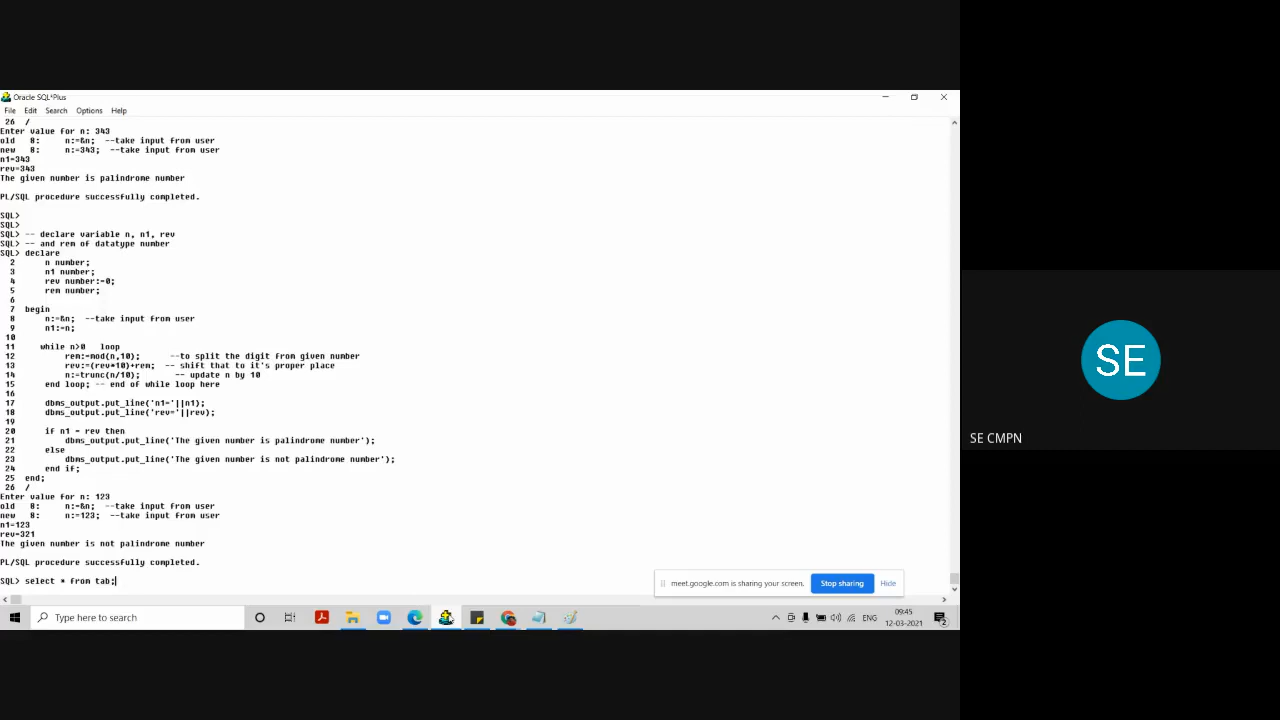 Oracle SQL*Plus
File Edit Search Options Help
26 /
Enter value for n: 343
old 8: n:=&n; --take input from user
new 8: n:=343; --take input from user
n1=343
rev=343
The given number is palindrome number
PL/SQL procedure successfully completed.
SQL>
SQL>
SQL> -- declare variable n, n1, rev
SQL> -- and rem of datatype number
SQL> declare
2 n number;
3 n1 number;
4 rev number:=0;
5 rem number;
6
7 begin
8 n:=&n; --take input from user
9 n1:=n;
10
11 while n>0 loop
12 rem:=mod(n,10); --to split the digit from given number
13 rev:=(rev*10)+rem; -- shift that to it's proper place
14 n:=trunc(n/10); -- update n by 10
15 end loop; -- end of while loop here
16
17 dbms_output.put_line('n1='||n1);
18 dbms_output.put_line('rev='||rev);
19
20 if n1 = rev then
21 dbms_output.put_line('The given number is palindrome number');
22 else
23 dbms_output.put_line('The given number is not palindrome number');
24 end if;
25 end;
26 /
Enter value for n: 123
old 8: n:=&n; --take input from user
new 8: n:=123; --take input from user
n1=123
rev=321
The given number is not palindrome number
PL/SQL procedure successfully completed.
SQL> select * from tab;
meet.google.com is sharing your screen. Stop sharing Hide
Type here to search
ENG
09:45
12-03-2021
2
SE
SE CMPN